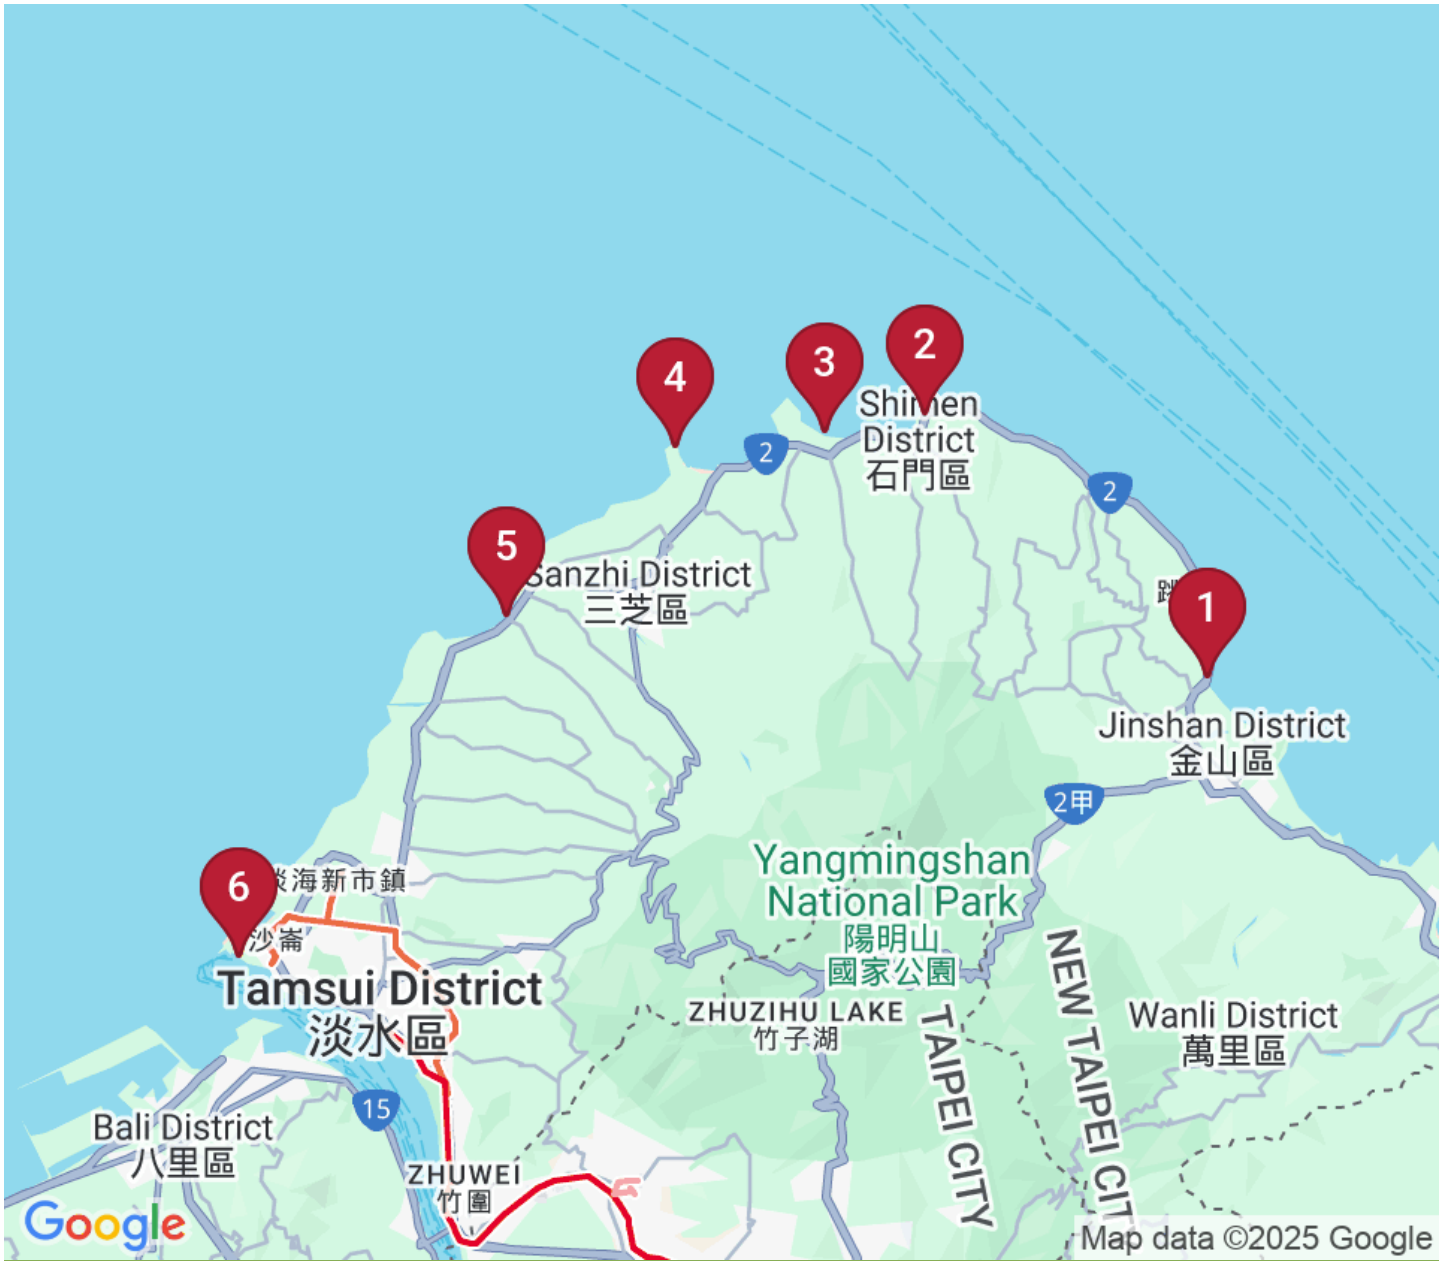 4
3
2
Shimen
District
石門區
2
2
5
Sanzhi District
三芝區
1
Jinshan District
金山區
2甲
Yangmingshan
National Park
陽明山
國家公園
6
淡海新市鎮
沙崙
Tamsui District
淡水區
ZHUZIHU LAKE
竹子湖
TAIPEI CITY
NEW TAIPEI CIT
Wanli District
萬里區
15
Bali District
八里區
ZHUWEI
竹圍
Google
Map data ©2025 Google